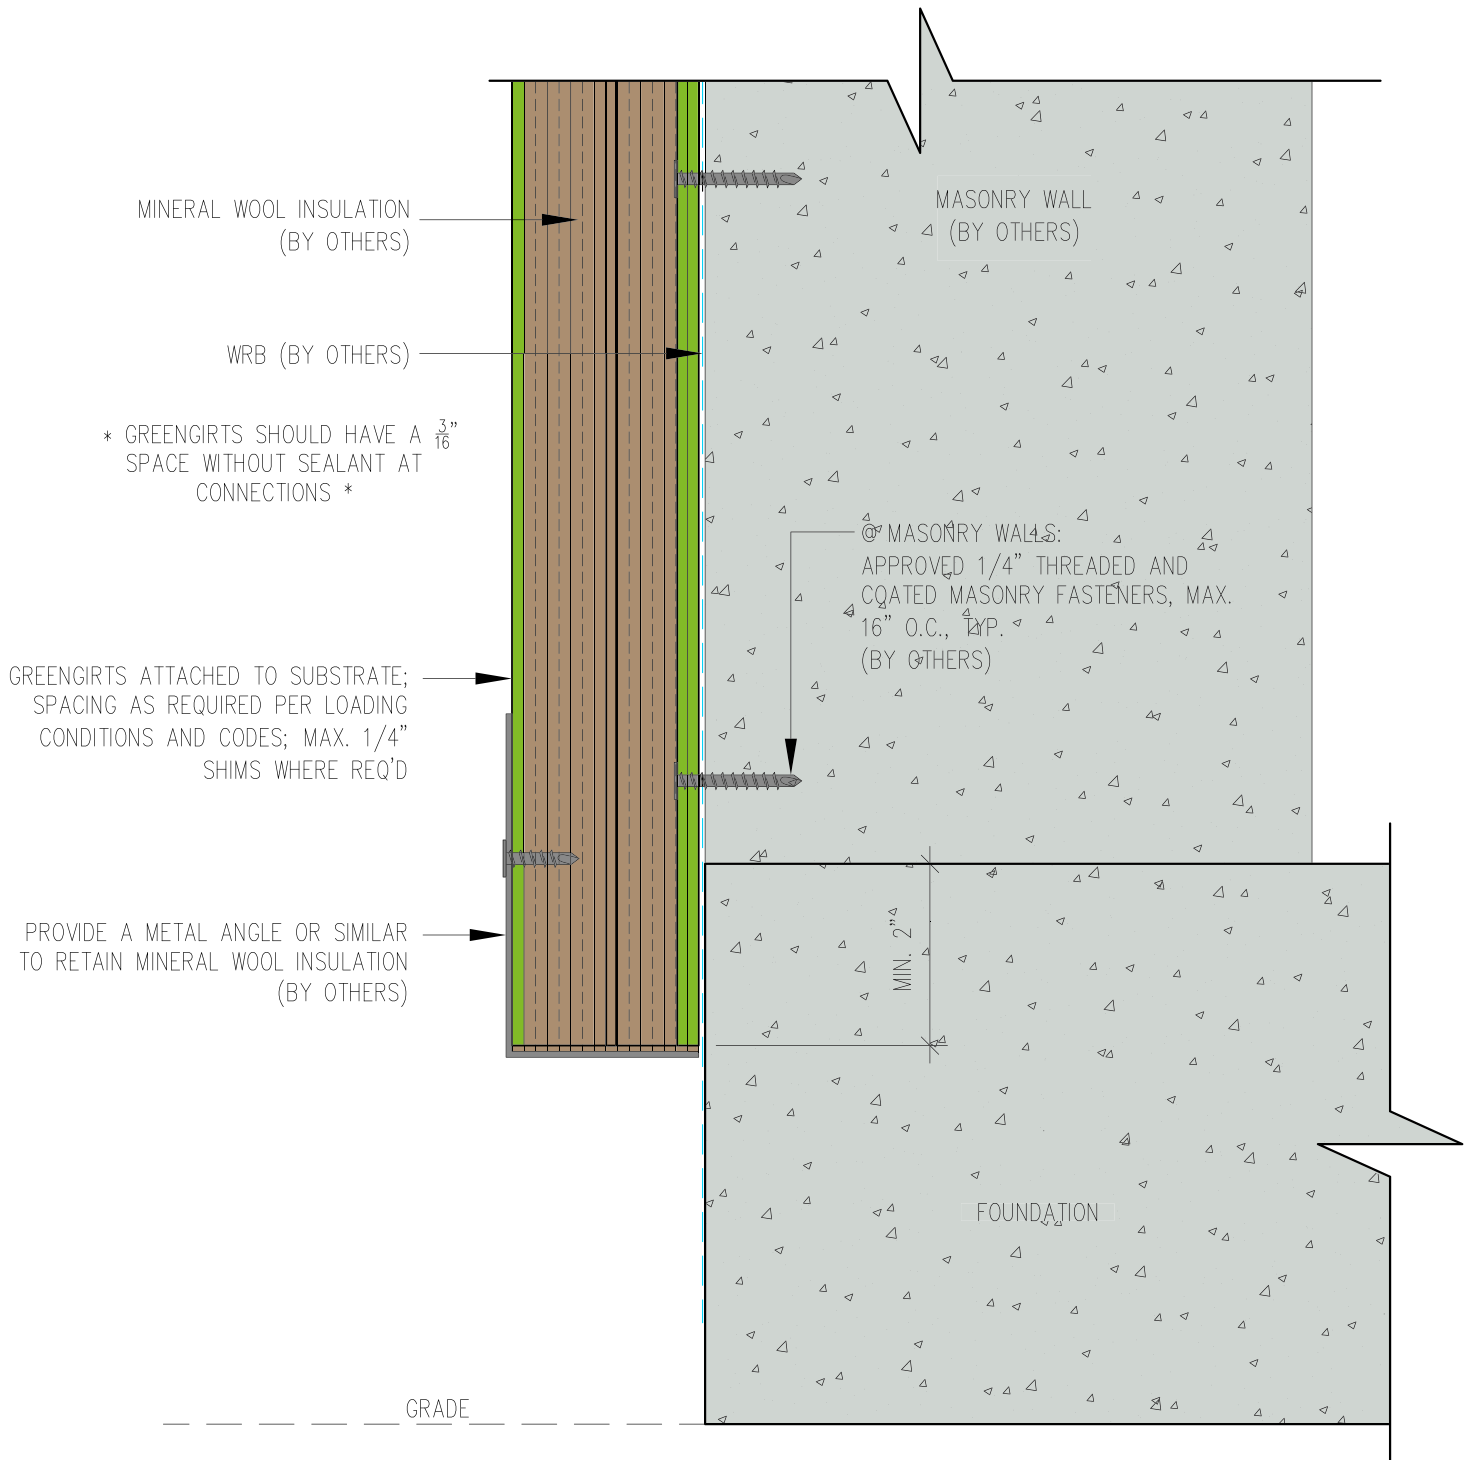 MASONRY WALL
(BY OTHERS)
MINERAL WOOL INSULATION
(BY OTHERS)
WRB (BY OTHERS)
* GREENGIRTS SHOULD HAVE A 3/16"
SPACE WITHOUT SEALANT AT
CONNECTIONS *
@ MASONRY WALLS:
APPROVED 1/4" THREADED AND
COATED MASONRY FASTENERS, MAX.
16" O.C., TYP.
(BY OTHERS)
GREENGIRTS ATTACHED TO SUBSTRATE;
SPACING AS REQUIRED PER LOADING
CONDITIONS AND CODES; MAX. 1/4"
SHIMS WHERE REQ'D
PROVIDE A METAL ANGLE OR SIMILAR
TO RETAIN MINERAL WOOL INSULATION
(BY OTHERS)
MIN. 2"
FOUNDATION
GRADE